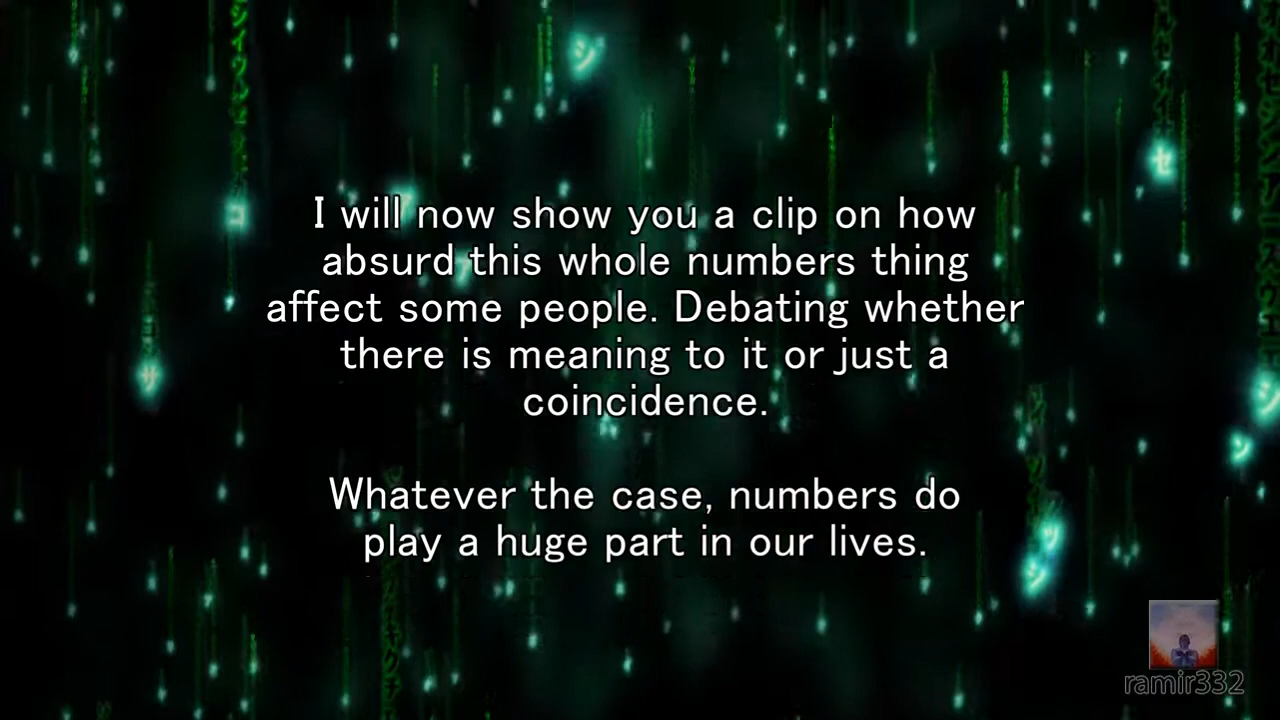 I will now show you a clip on how
absurd this whole numbers thing
affect some people. Debating whether
there is meaning to it or just a
coincidence.
Whatever the case, numbers do
play a huge part in our lives.
ramir332